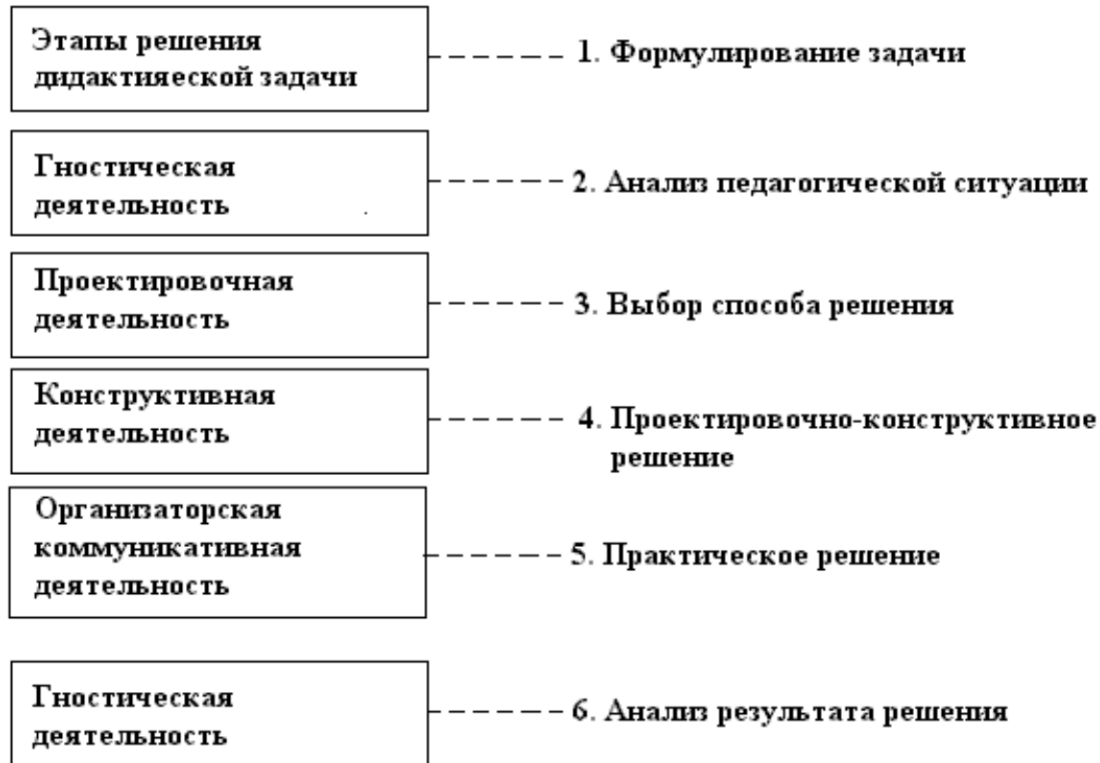 Этапы решения
дидактияеской задачи
1. Формулирование задачи
Гностическая
деятельность
2. Анализ педагогической ситуации
Проектировочная
деятельность
3. Выбор способа решения
Конструктивная
деятельность
4. Проектировочно-конструктивное
решение
Организаторская
коммуникативная
деятельность
5. Практическое решение
Гностическая
деятельность
6. Анализ результата решения